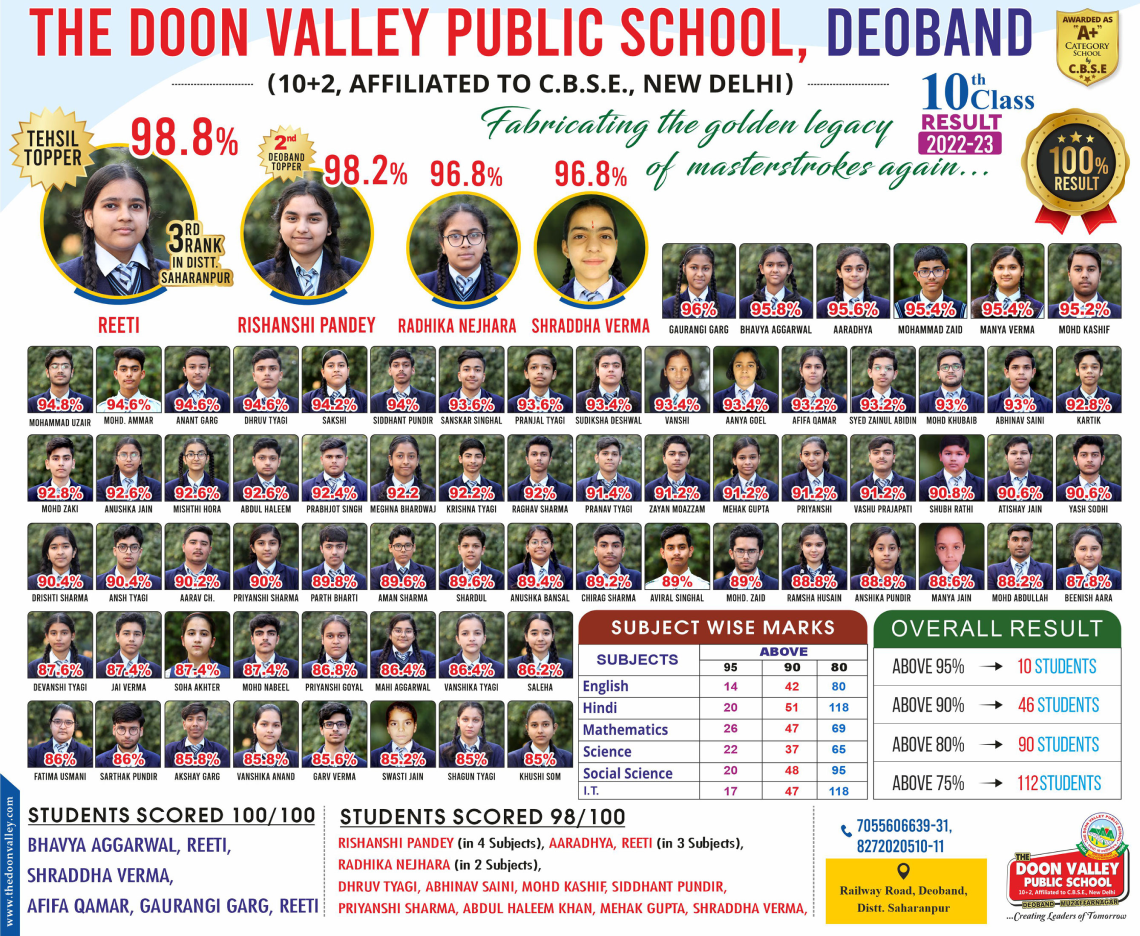 THE DOON VALLEY PUBLIC SCHOOL, DEOBAND
(10+2, AFFILIATED TO C.B.S.E., NEW DELHI)
AWARDED AS
"A+"
CATEGORY
SCHOOL
by
C.B.S.E
10th Class
RESULT
2022-23
100%
RESULT
Fabricating the golden legacy
of masterstrokes again...
TEHSIL
TOPPER
98.8%
3RD
RANK
IN DISTT.
SAHARANPUR
REETI
2nd
DEOBAND
TOPPER
98.2%
RISHANSHI PANDEY
96.8%
RADHIKA NEJHARA
96.8%
SHRADDHA VERMA
96% 95.8% 95.6% 95.4% 95.4% 95.2%
GAURANGI GARG BHAVYA AGGARWAL AARADHYA MOHAMMAD ZAID MANYA VERMA MOHD KASHIF
94.8% 94.6% 94.6% 94.6% 94.2% 94% 93.6% 93.6% 93.4% 93.4% 93.4% 93.2% 93.2% 93% 93% 92.8%
MOHAMMAD UZAIR MOHD. AMMAR ANANT GARG DHRUV TYAGI SAKSHI SIDDHANT PUNDIR SANSKAR SINGHAL PRANJAL TYAGI SUDIKSHA DESHWAL VANSHI AANYA GOEL AFIFA QAMAR SYED ZAINUL ABIDIN MOHD KHUBAIB ABHINAV SAINI KARTIK
92.8% 92.6% 92.6% 92.6% 92.4% 92.2 92.2% 92% 91.4% 91.2% 91.2% 91.2% 91.2% 90.8% 90.6% 90.6%
MOHD ZAKI ANUSHKA JAIN MISHTHI HORA ABDUL HALEEM PRABHJOT SINGH MEGHNA BHARDWAJ KRISHNA TYAGI RAGHAV SHARMA PRANAV TYAGI ZAYAN MOAZZAM MEHAK GUPTA PRIYANSHI VASHU PRAJAPATI SHUBH RATHI ATISHAY JAIN YASH SODHI
90.4% 90.4% 90.2% 90% 89.8% 89.6% 89.6% 89.4% 89.2% 89% 89% 88.8% 88.8% 88.6% 88.2% 87.8%
DRISHTI SHARMA ANSH TYAGI AARAV CH. PRIYANSHI SHARMA PARTH BHARTI AMAN SHARMA SHARDUL ANUSHKA BANSAL CHIRAG SHARMA AVIRAL SINGHAL MOHD. ZAID RAMSHA HUSAIN ANSHIKA PUNDIR MANYA JAIN MOHD ABDULLAH BEENISH AARA
87.6% 87.4% 87.4% 87.4% 86.8% 86.4% 86.4% 86.2%
DEVANSHI TYAGI JAI VERMA SOHA AKHTER MOHD NABEEL PRIYANSHI GOYAL MAHI AGGARWAL VANSHIKA TYAGI SALEHA
86% 86% 85.8% 85.8% 85.6% 85.2% 85% 85%
FATIMA USMANI SARTHAK PUNDIR AKSHAY GARG VANSHIKA ANAND GARV VERMA SWASTI JAIN SHAGUN TYAGI KHUSHI SOM
SUBJECT WISE MARKS
SUBJECTS ABOVE
95 90 80
English 14 42 80
Hindi 20 51 118
Mathematics 26 47 69
Science 22 37 65
Social Science 20 48 95
I.T. 17 47 118
OVERALL RESULT
ABOVE 95% → 10 STUDENTS
ABOVE 90% → 46 STUDENTS
ABOVE 80% → 90 STUDENTS
ABOVE 75% → 112 STUDENTS
www.thedoonvalley.com
STUDENTS SCORED 100/100
BHAVYA AGGARWAL, REETI,
SHRADDHA VERMA,
AFIFA QAMAR, GAURANGI GARG, REETI
STUDENTS SCORED 98/100
RISHANSHI PANDEY (in 4 Subjects), AARADHYA, REETI (in 3 Subjects),
RADHIKA NEJHARA (in 2 Subjects),
DHRUV TYAGI, ABHINAV SAINI, MOHD KASHIF, SIDDHANT PUNDIR,
PRIYANSHI SHARMA, ABDUL HALEEM KHAN, MEHAK GUPTA, SHRADDHA VERMA,
7055606639-31,
8272020510-11
Railway Road, Deoband,
Distt. Saharanpur
THE
DOON VALLEY
PUBLIC SCHOOL
10+2, Affiliated to C.B.S.E., New Delhi
DEOBAND - MUZAFFARNAGAR
...Creating Leaders of Tomorrow